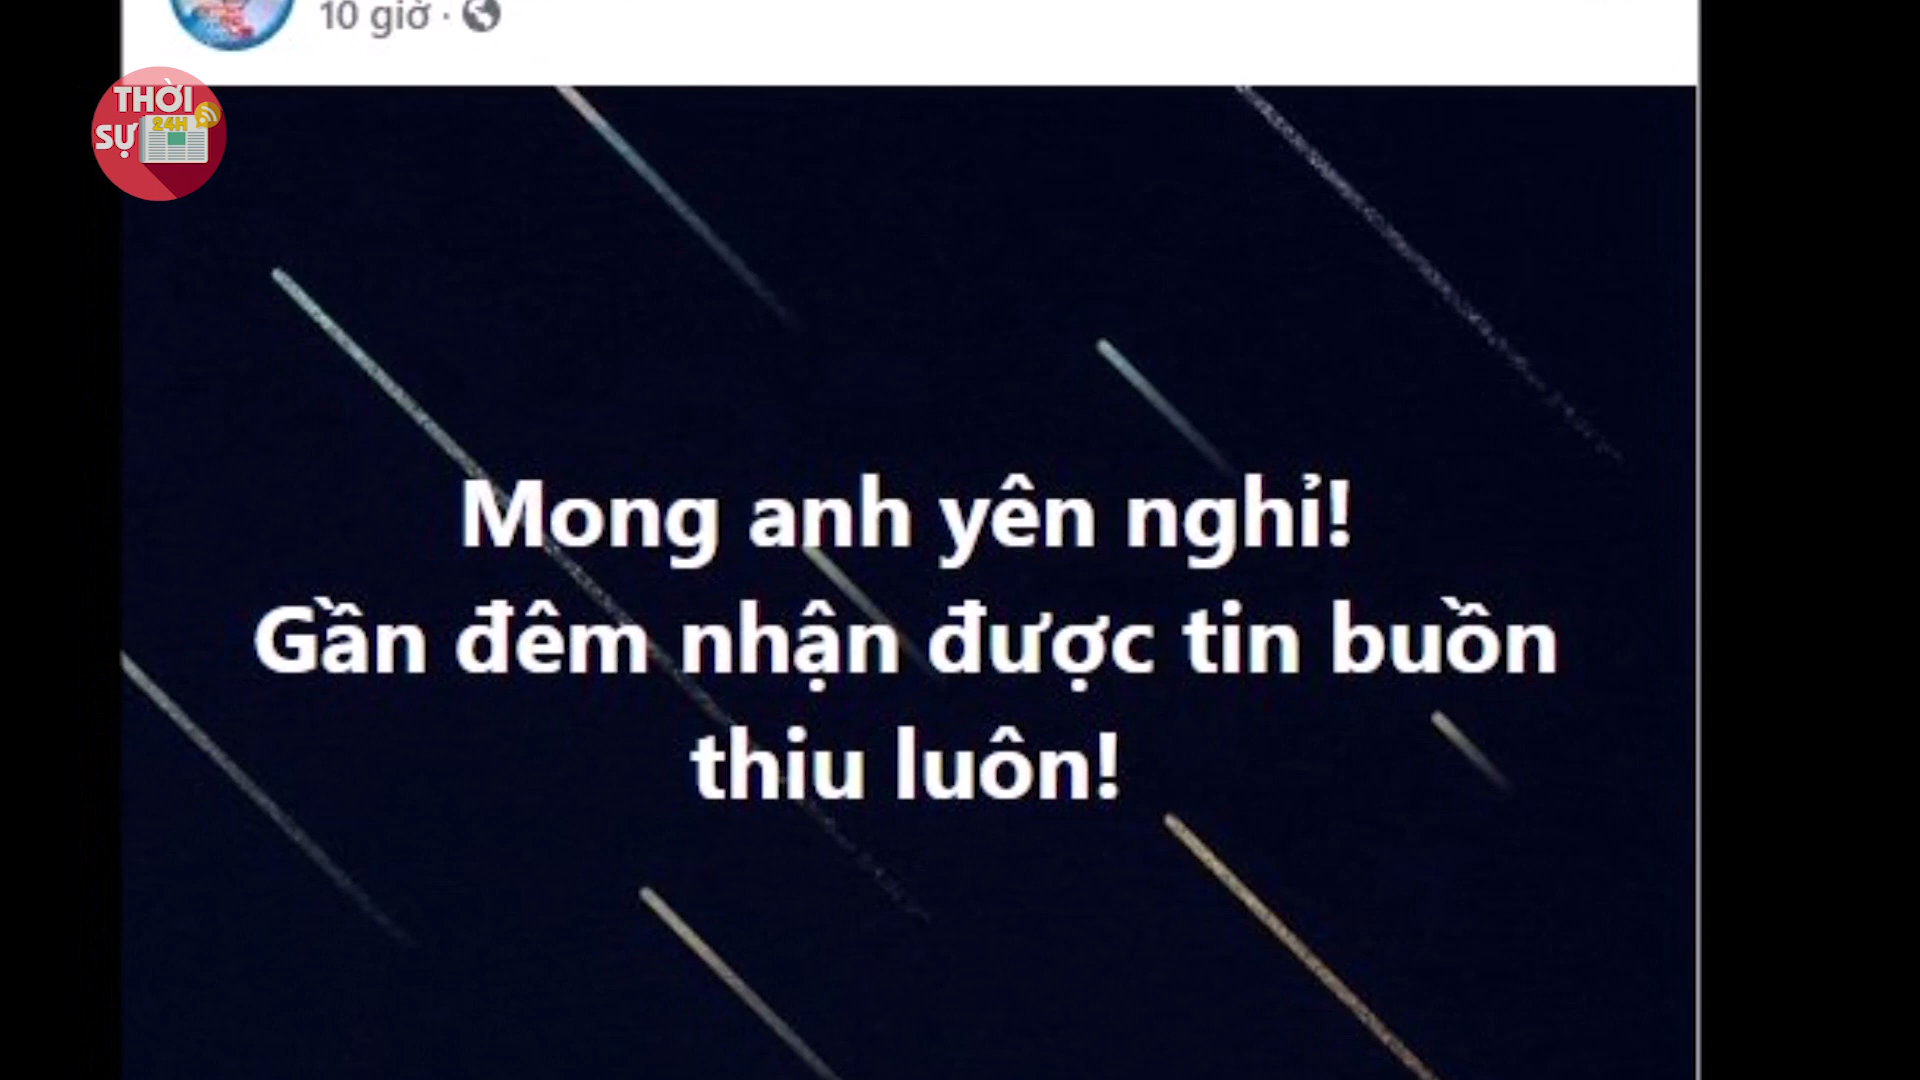 10 giờ ·
THỜI
SỰ 24H
Mong anh yên nghỉ!
Gần đêm nhận được tin buồn
thiu luôn!